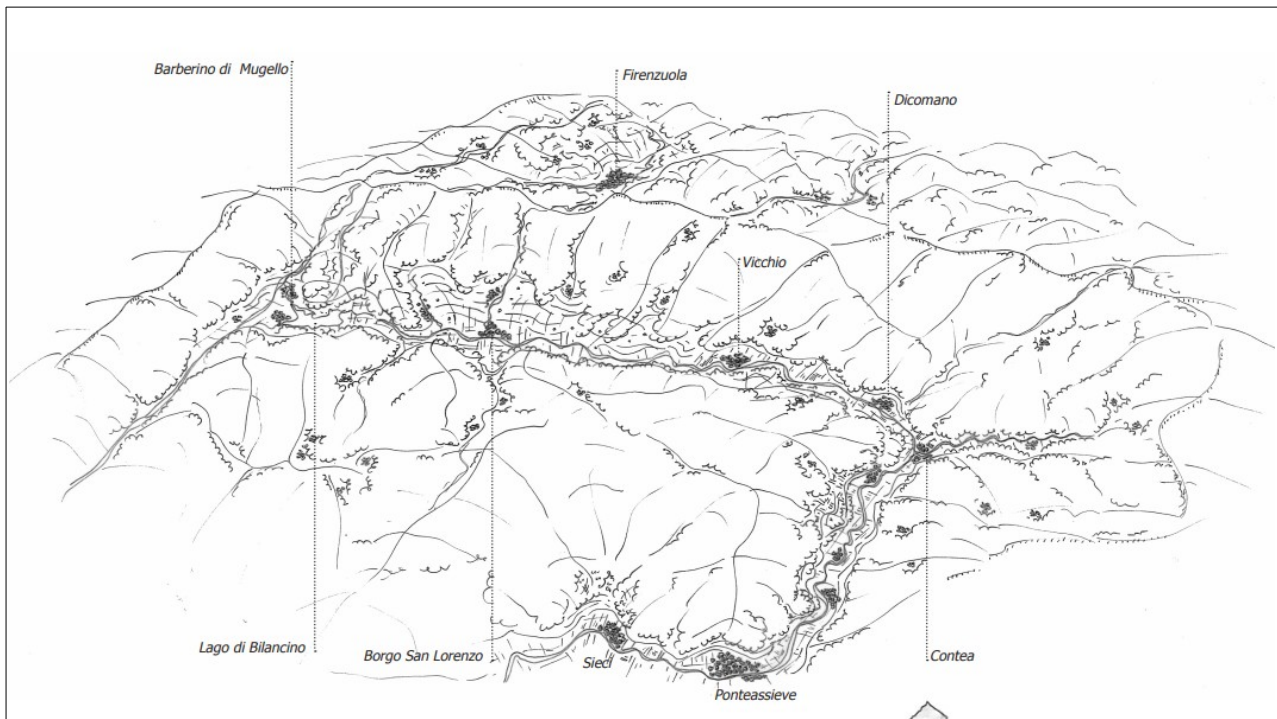 Barberino di Mugello
Firenzuola
Dicomano
Vicchio
Lago di Bilancino
Borgo San Lorenzo
Sieci
Contea
Ponteassieve